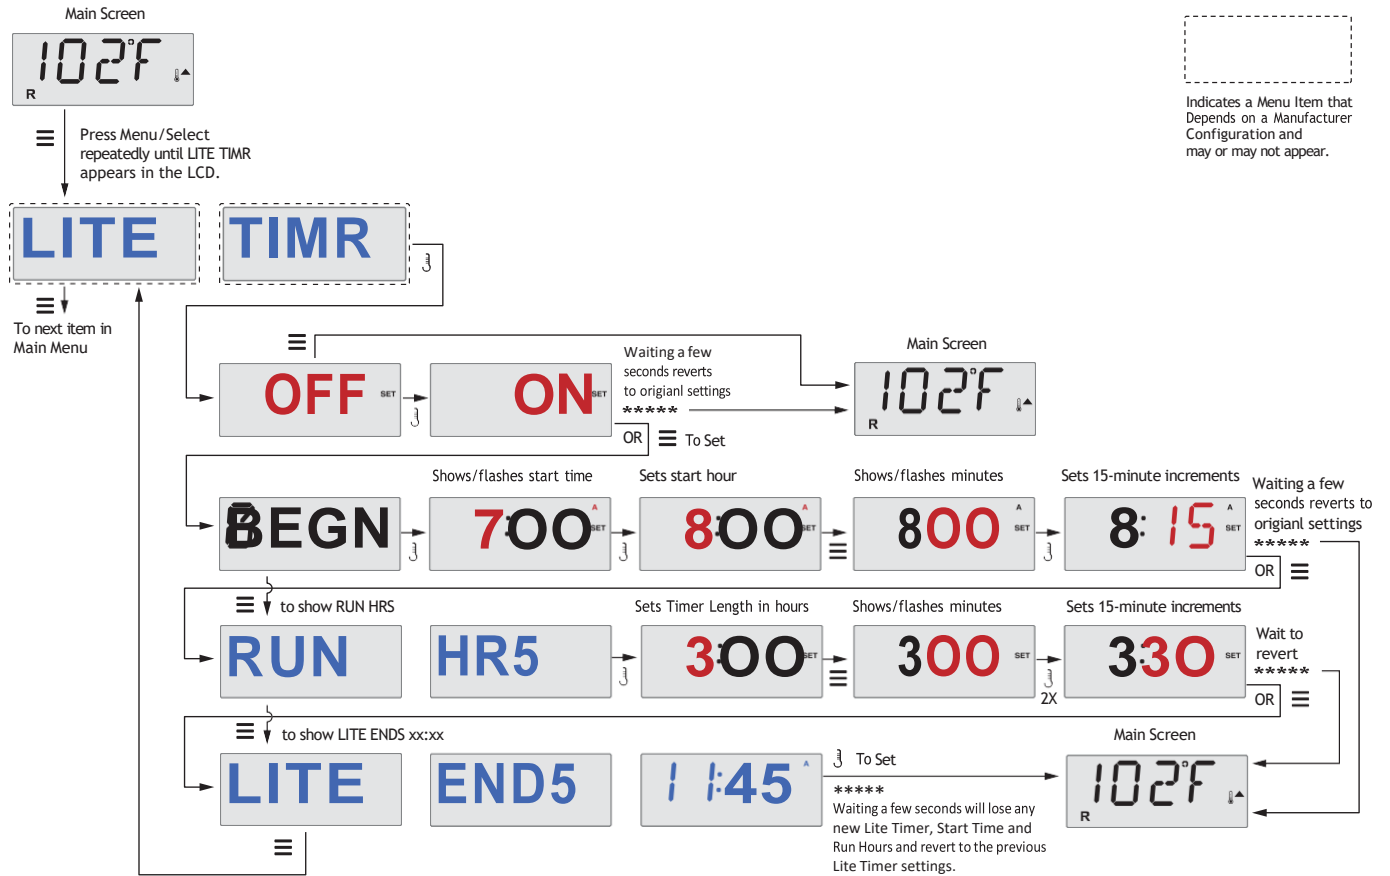 Main Screen
102°F
R
Press Menu/Select
repeatedly until LITE TIMR
appears in the LCD.
Indicates a Menu Item that
Depends on a Manufacturer
Configuration and
may or may not appear.
LITE
TIMR
To next item in
Main Menu
OFF SET
ON SET
Waiting a few
seconds reverts
to origianl settings
*****
OR
To Set
Main Screen
102°F
R
BEGN
Shows/flashes start time
7:00 A SET
Sets start hour
8:00 A SET
Shows/flashes minutes
800 A SET
Sets 15-minute increments
8:15 A SET
Waiting a few
seconds reverts to
origianl settings
*****
OR
to show RUN HRS
RUN
HR5
Sets Timer Length in hours
3:00 SET
Shows/flashes minutes
300 SET
2X
Sets 15-minute increments
3:30 SET
Wait to
revert
*****
OR
to show LITE ENDS xx:xx
LITE
END5
11:45 A
To Set
*****
Waiting a few seconds will lose any
new Lite Timer, Start Time and
Run Hours and revert to the previous
Lite Timer settings.
Main Screen
102°F
R